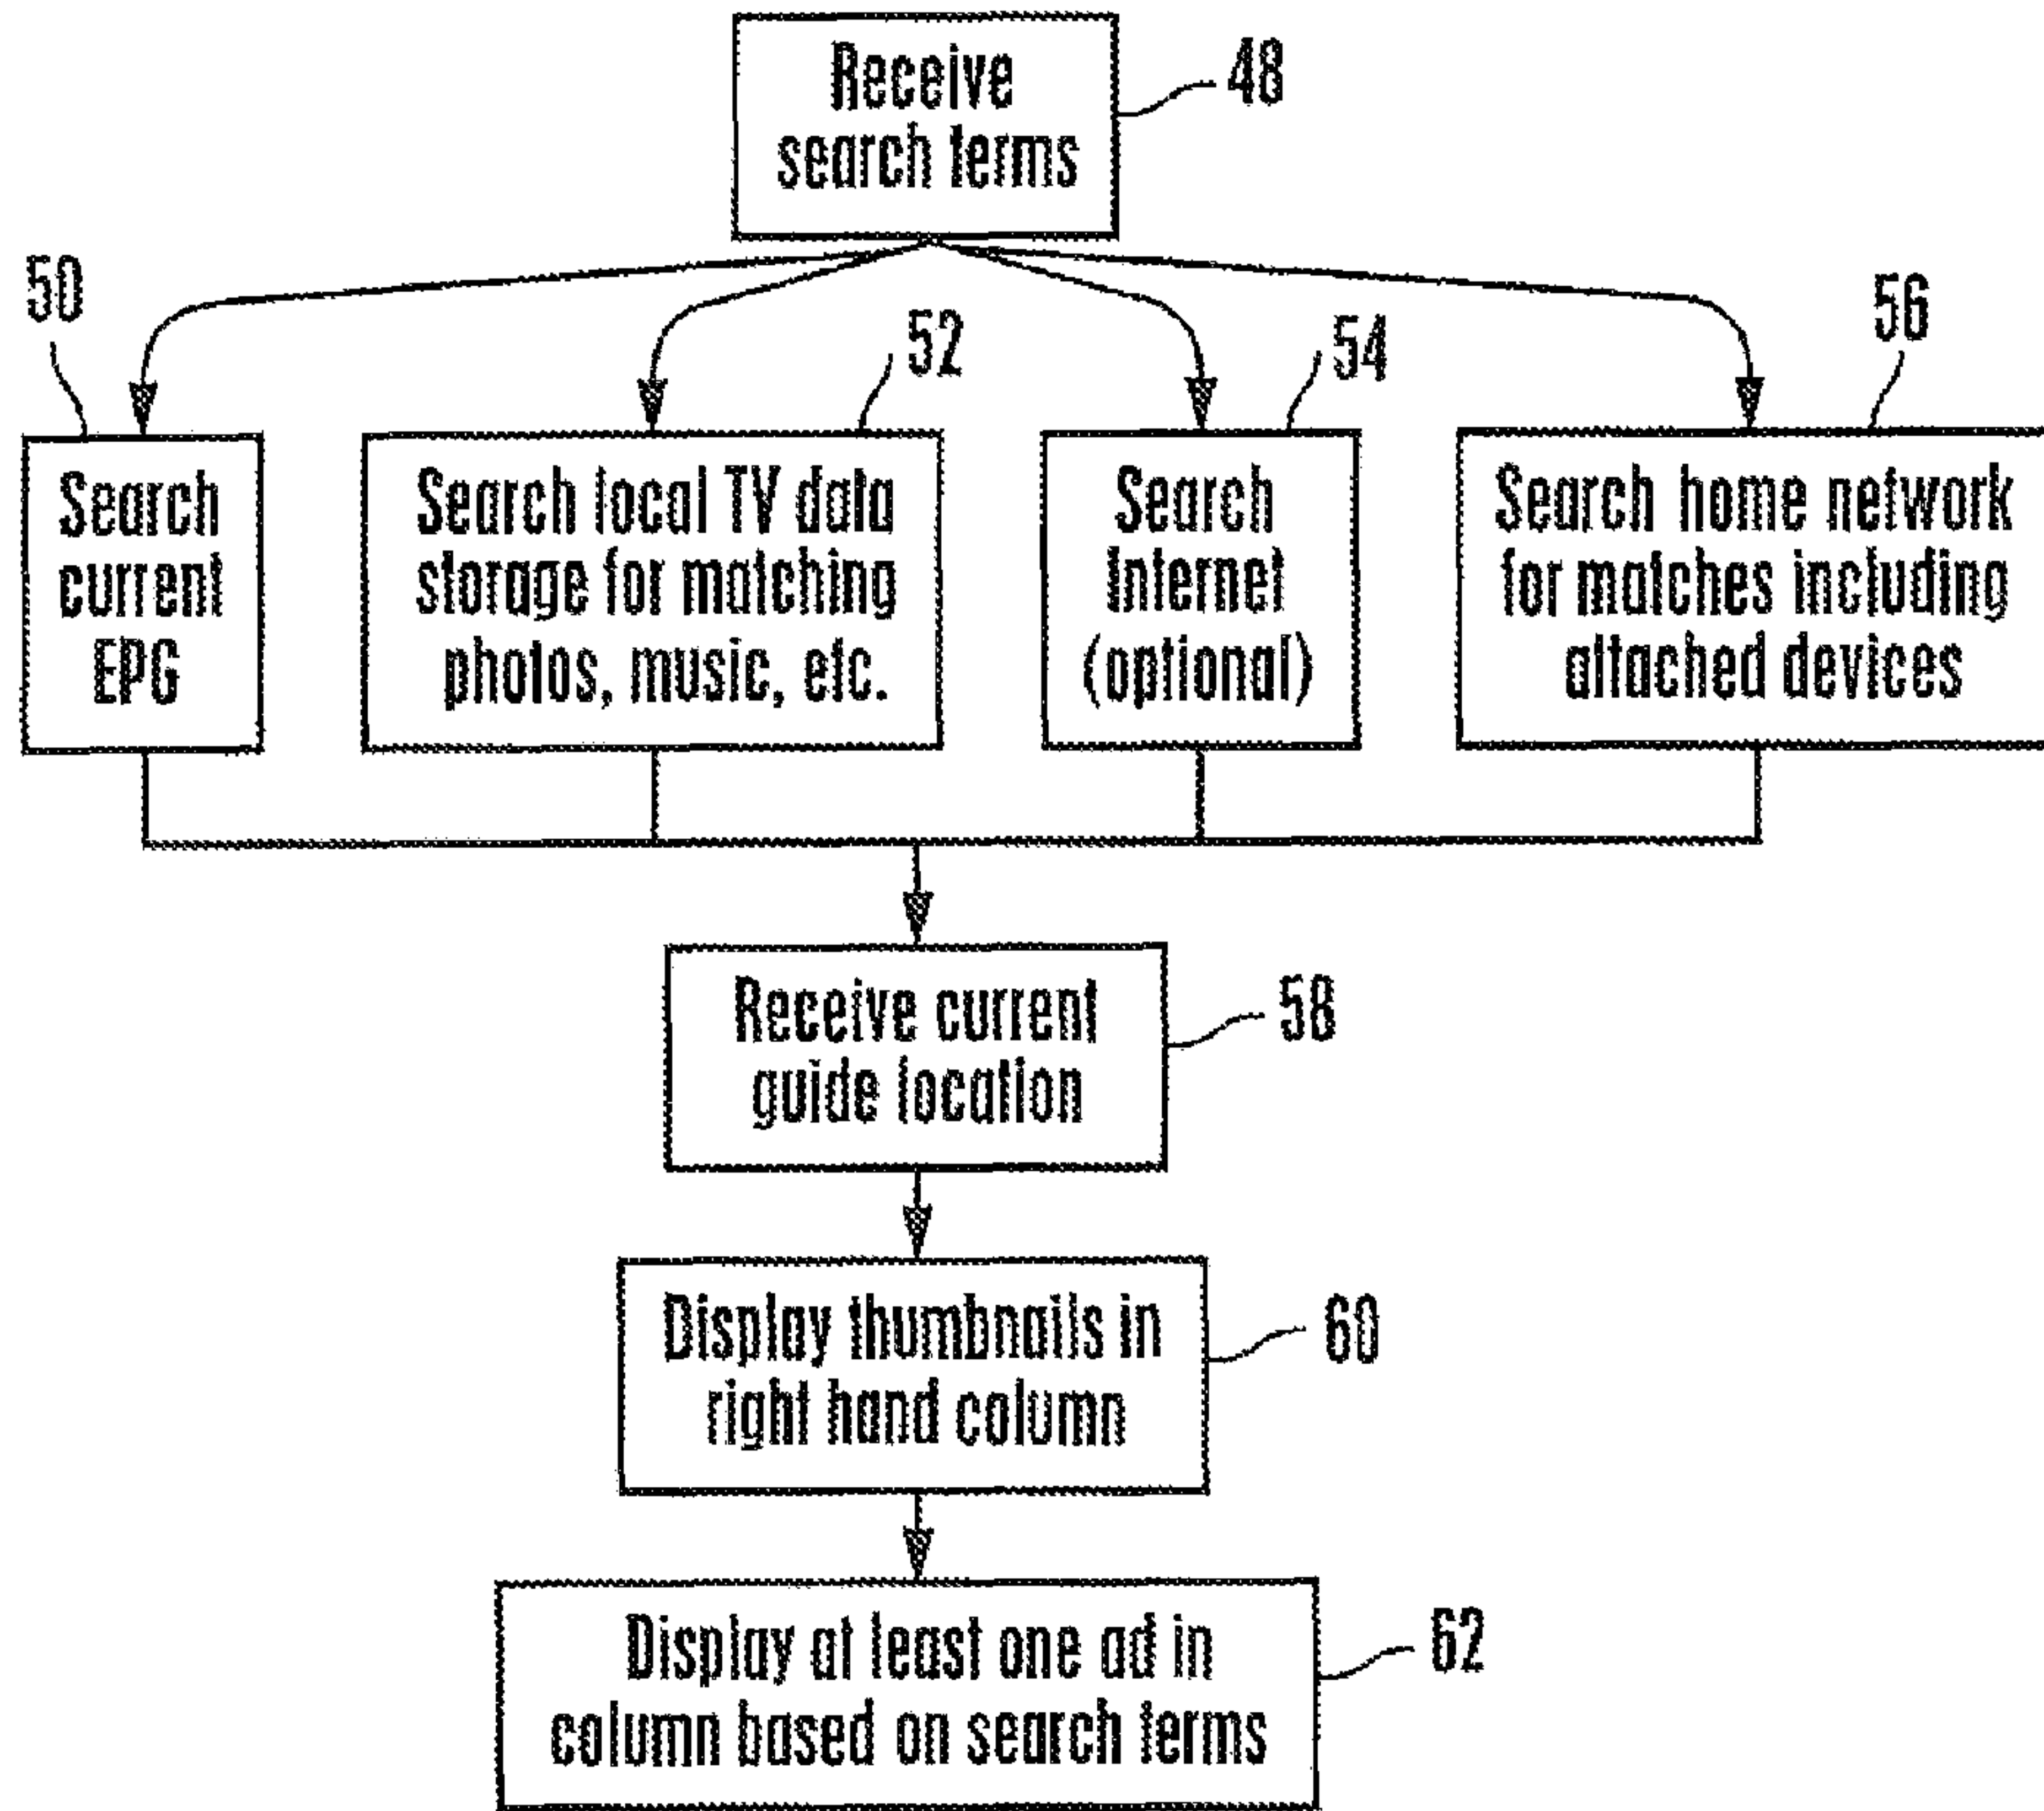 Receive
search terms
48
50
52
54
56
Search
current
EPG
Search local TV data
storage for matching
photos, music, etc.
Search
Internet
(optional)
Search home network
for matches including
attached devices
Receive current
guide location
58
Display thumbnails in
right hand column
60
Display at least one ad in
column based on search terms
62